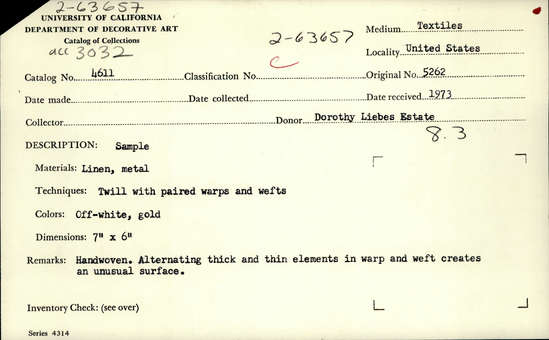 2-63657
UNIVERSITY OF CALIFORNIA
DEPARTMENT OF DECORATIVE ART
Catalog of Collections
acc 3032
2-63657
c
Medium Textiles
Locality United States
Catalog No. 4611 Classification No. Original No. 5262
Date made Date collected Date received 1973
Collector Donor Dorothy Liebes Estate
8.3
DESCRIPTION: Sample
Materials: Linen, metal
Techniques: Twill with paired warps and wefts
Colors: Off-white, gold
Dimensions: 7" x 6"
Remarks: Handwoven. Alternating thick and thin elements in warp and weft creates
an unusual surface.
Inventory Check: (see over)
Series 4314